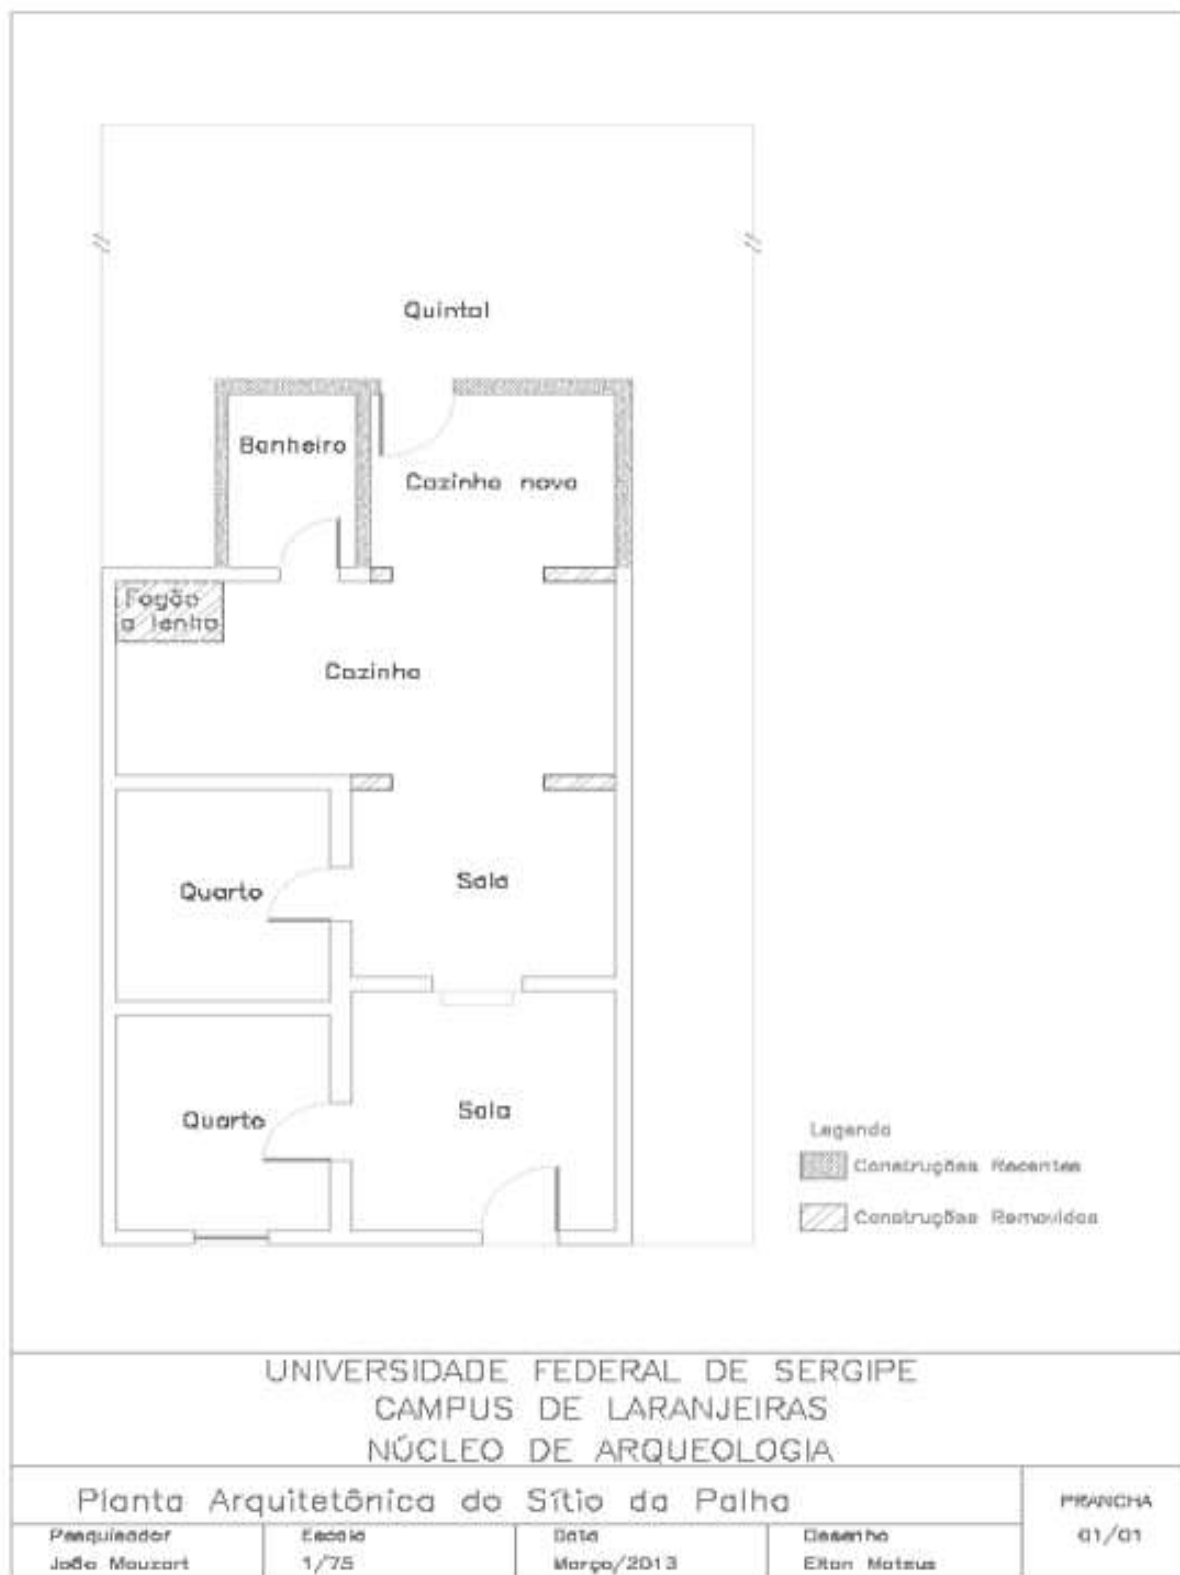 Quintal
Banheiro
Cozinha nova
Fogão
a lenha
Cozinha
Quarto
Sala
Quarto
Sala
Legenda
Construções Recentes
Construções Removidas
UNIVERSIDADE FEDERAL DE SERGIPE
CAMPUS DE LARANJEIRAS
NÚCLEO DE ARQUEOLOGIA
Planta Arquitetônica do Sítio da Palha
PRANCHA
01/01
Pesquisador
João Mouzart
Escala
1/75
Data
Março/2013
Desenho
Elton Mateus